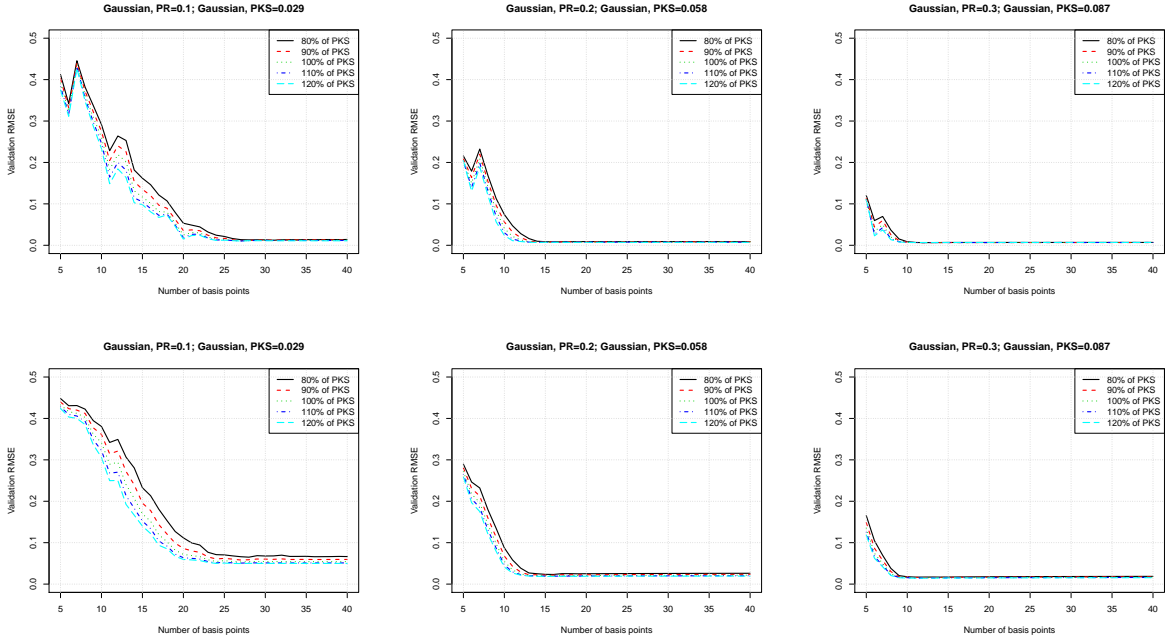 Gaussian, PR=0.1; Gaussian, PKS=0.029
Validation RMSE
0.5
0.4
0.3
0.2
0.1
0.0
80% of PKS
90% of PKS
100% of PKS
110% of PKS
120% of PKS
5 10 15 20 25 30 35 40
Number of basis points
Gaussian, PR=0.2; Gaussian, PKS=0.058
Validation RMSE
0.5
0.4
0.3
0.2
0.1
0.0
80% of PKS
90% of PKS
100% of PKS
110% of PKS
120% of PKS
5 10 15 20 25 30 35 40
Number of basis points
Gaussian, PR=0.3; Gaussian, PKS=0.087
Validation RMSE
0.5
0.4
0.3
0.2
0.1
0.0
80% of PKS
90% of PKS
100% of PKS
110% of PKS
120% of PKS
5 10 15 20 25 30 35 40
Number of basis points
Gaussian, PR=0.1; Gaussian, PKS=0.029
Validation RMSE
0.5
0.4
0.3
0.2
0.1
0.0
80% of PKS
90% of PKS
100% of PKS
110% of PKS
120% of PKS
5 10 15 20 25 30 35 40
Number of basis points
Gaussian, PR=0.2; Gaussian, PKS=0.058
Validation RMSE
0.5
0.4
0.3
0.2
0.1
0.0
80% of PKS
90% of PKS
100% of PKS
110% of PKS
120% of PKS
5 10 15 20 25 30 35 40
Number of basis points
Gaussian, PR=0.3; Gaussian, PKS=0.087
Validation RMSE
0.5
0.4
0.3
0.2
0.1
0.0
80% of PKS
90% of PKS
100% of PKS
110% of PKS
120% of PKS
5 10 15 20 25 30 35 40
Number of basis points